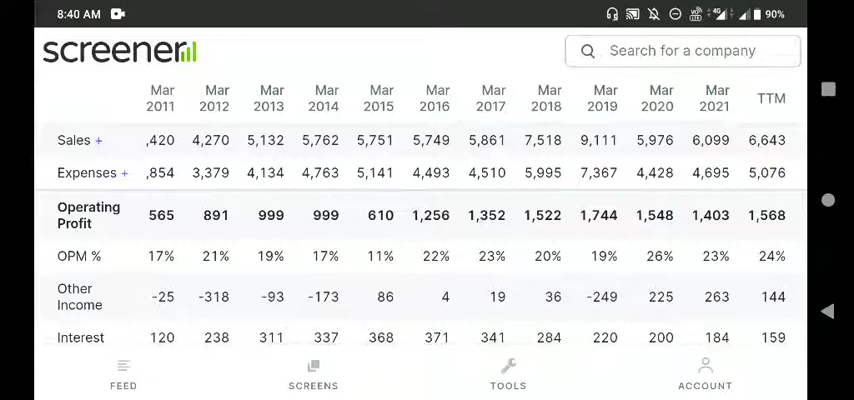 8:40 AM 4G 90%
screener
Search for a company
Mar Mar Mar Mar Mar Mar Mar Mar Mar Mar Mar
2011 2012 2013 2014 2015 2016 2017 2018 2019 2020 2021 TTM
Sales + ,420 4,270 5,132 5,762 5,751 5,749 5,861 7,518 9,111 5,976 6,099 6,643
Expenses + ,854 3,379 4,134 4,763 5,141 4,493 4,510 5,995 7,367 4,428 4,695 5,076
Operating
Profit 565 891 999 999 610 1,256 1,352 1,522 1,744 1,548 1,403 1,568
OPM % 17% 21% 19% 17% 11% 22% 23% 20% 19% 26% 23% 24%
Other
Income -25 -318 -93 -173 86 4 19 36 -249 225 263 144
Interest 120 238 311 337 368 371 341 284 220 200 184 159
FEED SCREENS TOOLS ACCOUNT